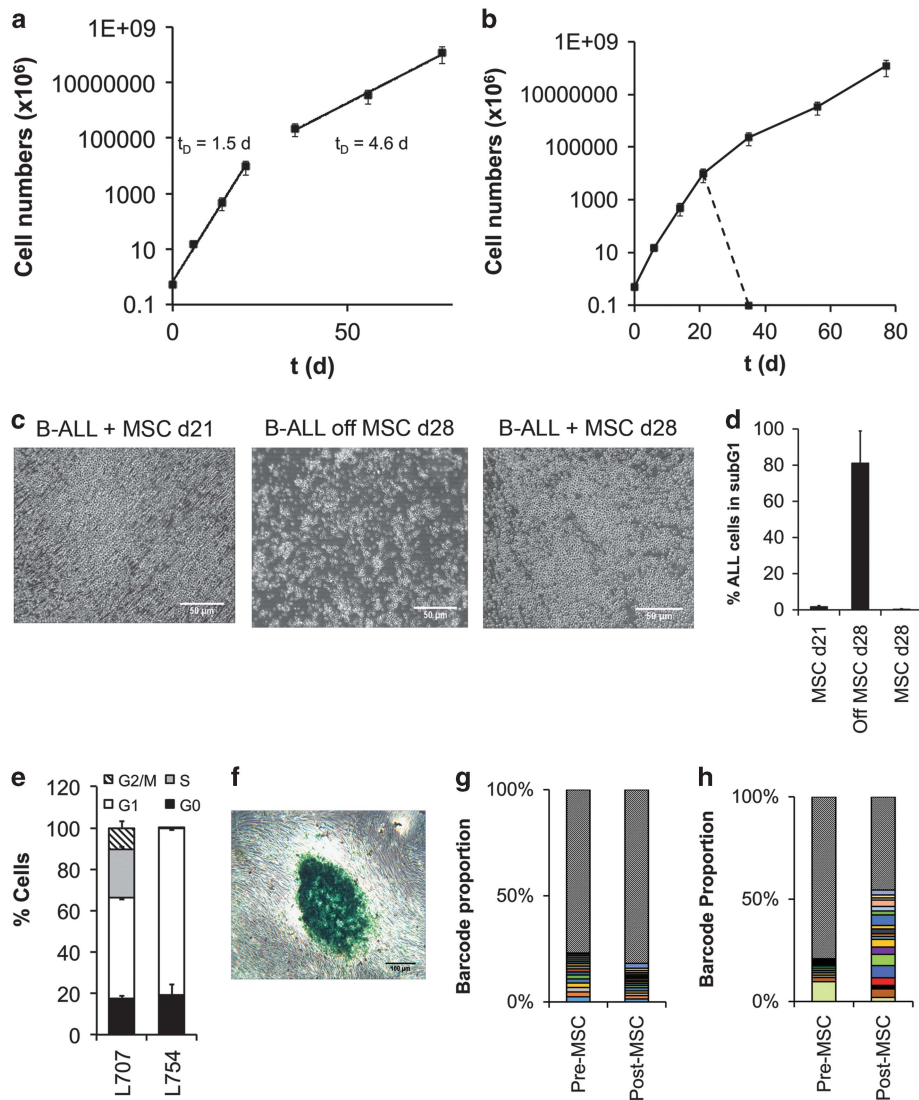 a
1E+09
10000000
100000
1000
10
0.1
Cell numbers (x10⁶)
t_D = 1.5 d
t_D = 4.6 d
0
50
t (d)
b
1E+09
10000000
100000
1000
10
0.1
Cell numbers (x10⁶)
0
20
40
60
80
t (d)
c
B-ALL + MSC d21
B-ALL off MSC d28
B-ALL + MSC d28
50 µm
50 µm
50 µm
d
% ALL cells in subG1
100
80
60
40
20
0
MSC d21
Off MSC d28
MSC d28
e
G2/M
S
G1
G0
% Cells
120
100
80
60
40
20
0
L707
L754
f
100 µm
g
Barcode proportion
100%
50%
0%
Pre-MSC
Post-MSC
h
Barcode Proportion
100%
50%
0%
Pre-MSC
Post-MSC